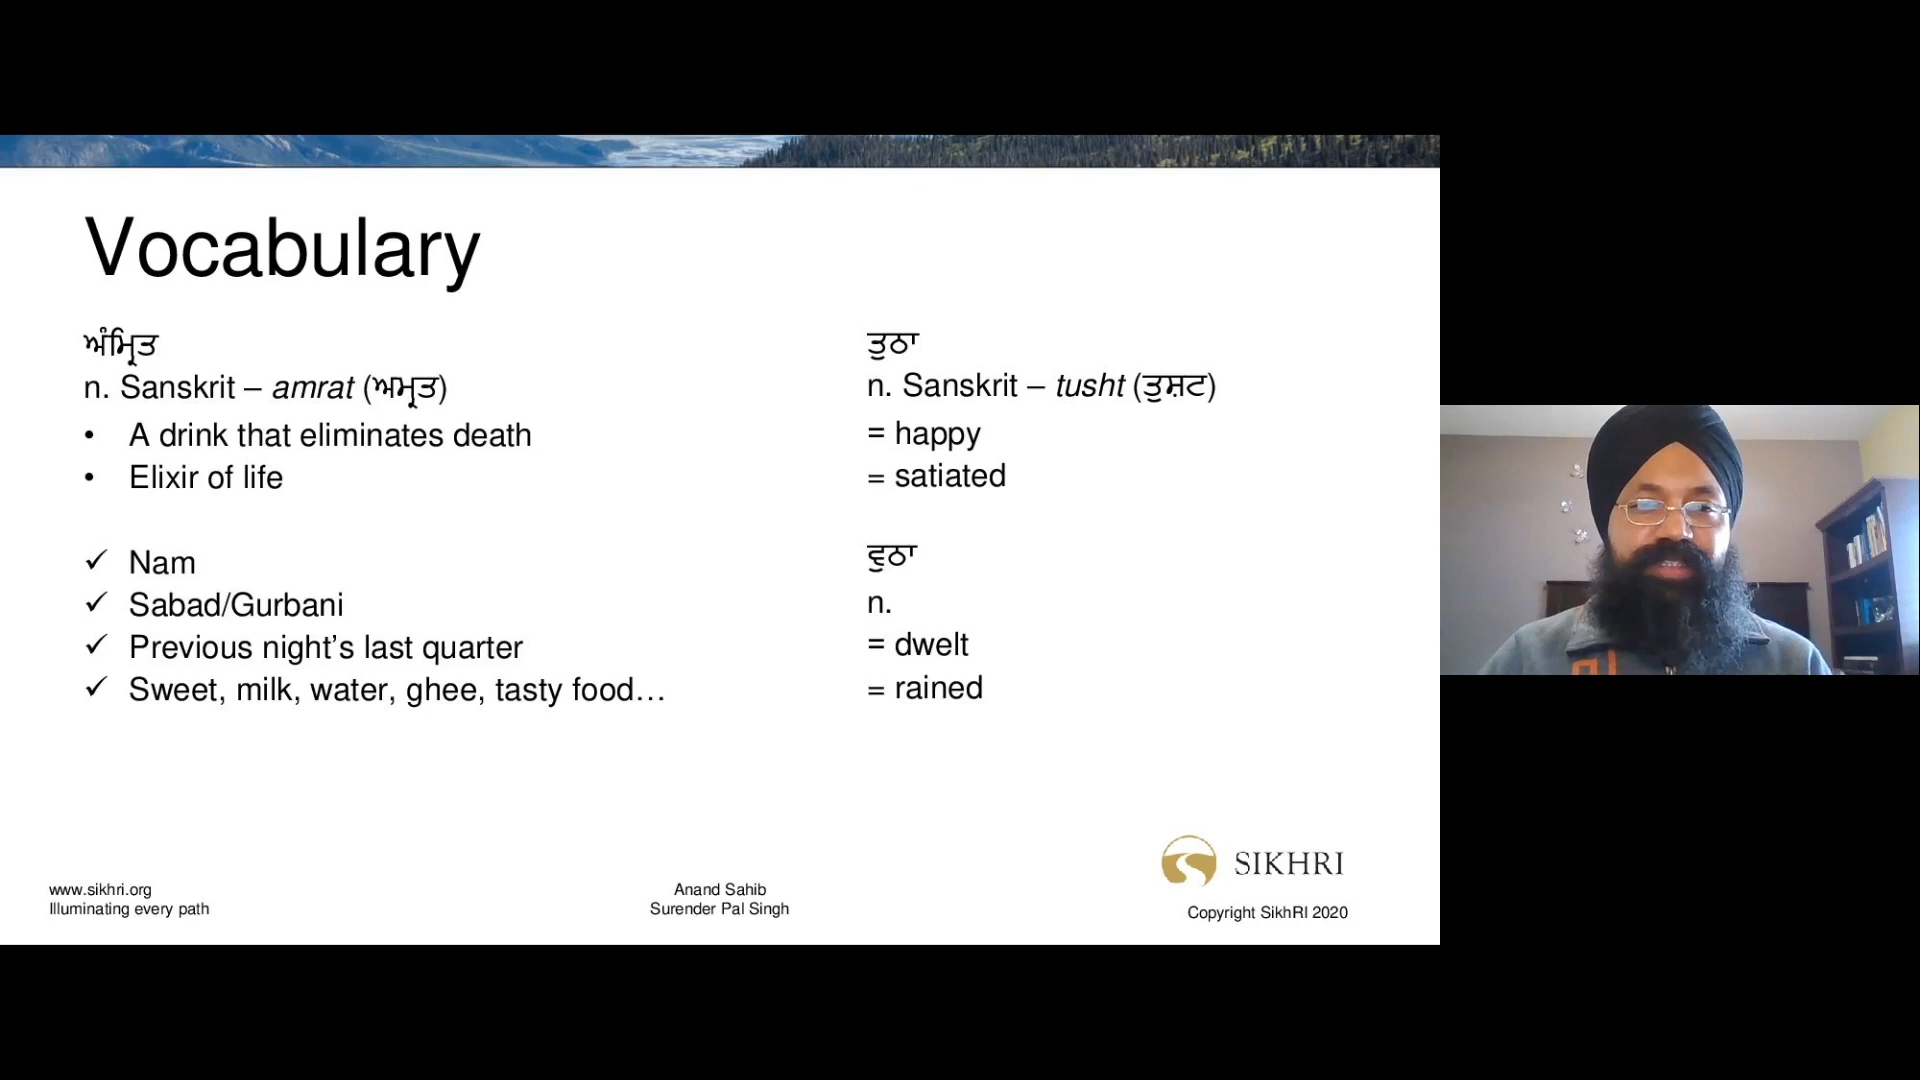 Vocabulary
ਅੰਮ੍ਰਿਤ
n. Sanskrit – amrat (ਅਮ੍ਰਤ)
• A drink that eliminates death
• Elixir of life
✓ Nam
✓ Sabad/Gurbani
✓ Previous night’s last quarter
✓ Sweet, milk, water, ghee, tasty food…
ਤੁਠਾ
n. Sanskrit – tusht (ਤੁਸ਼ਟ)
= happy
= satiated
ਵੁਠਾ
n.
= dwelt
= rained
www.sikhri.org
Illuminating every path
Anand Sahib
Surender Pal Singh
SIKHRI
Copyright SikhRI 2020